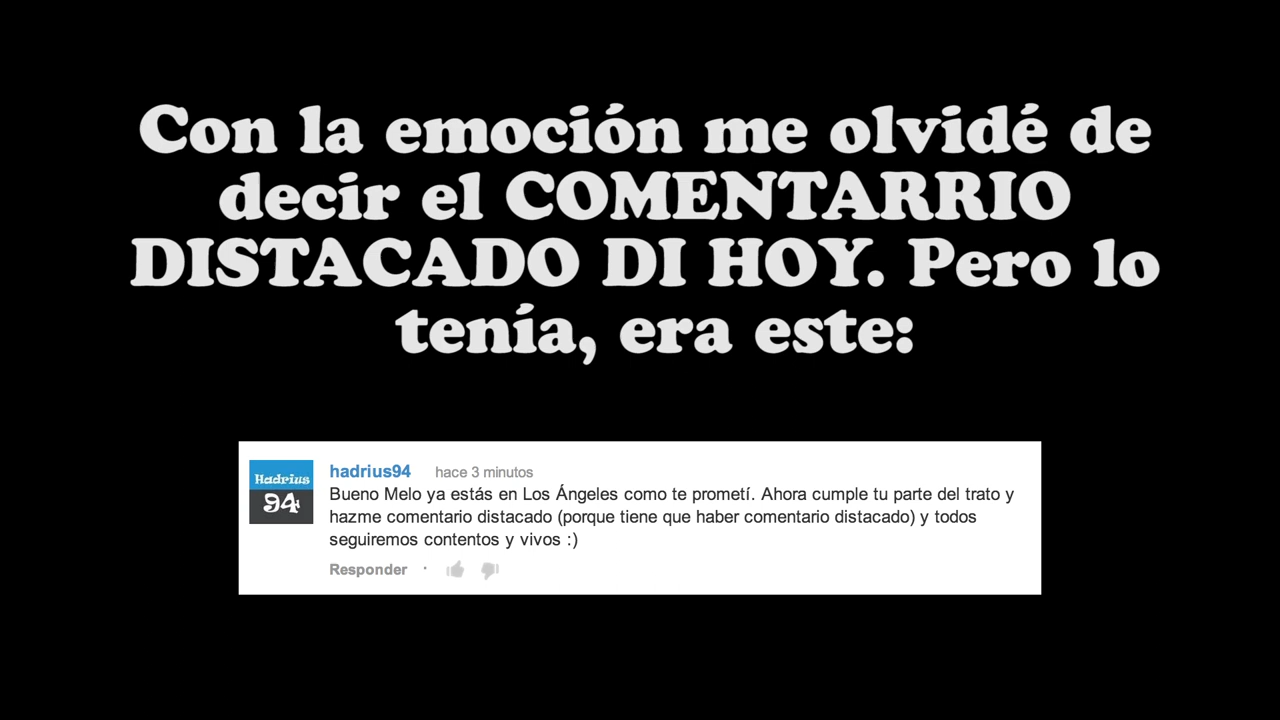 Con la emoción me olvidé de
decir el COMENTARRIO
DISTACADO DI HOY. Pero lo
tenía, era este:
Hadrius
94
hadrius94 hace 3 minutos
Bueno Melo ya estás en Los Ángeles como te prometí. Ahora cumple tu parte del trato y
hazme comentario distacado (porque tiene que haber comentario distacado) y todos
seguiremos contentos y vivos :)
Responder ·